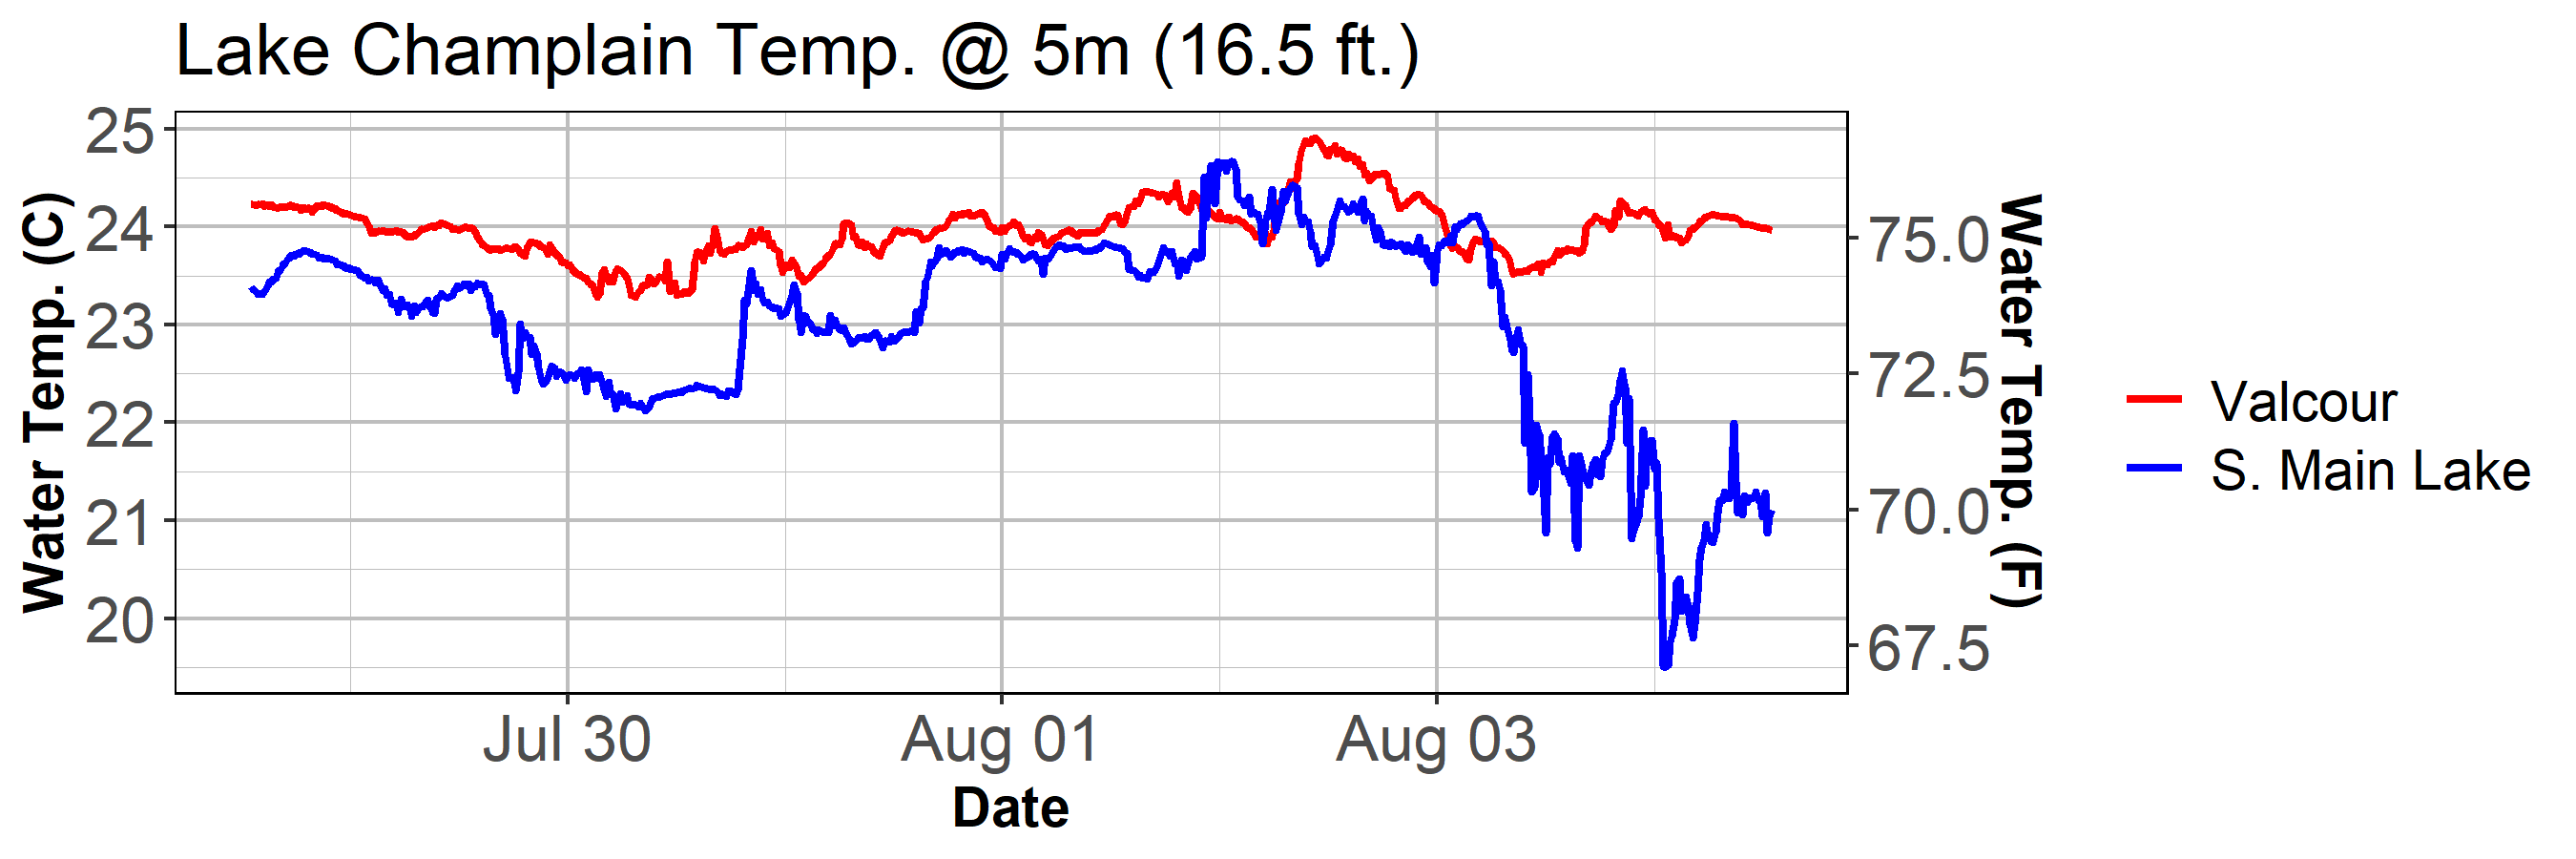 Lake Champlain Temp. @ 5m (16.5 ft.)
Water Temp. (C)
25
24
23
22
21
20
75.0
72.5
70.0
67.5
Water Temp. (F)
Jul 30
Aug 01
Aug 03
Date
Valcour
S. Main Lake